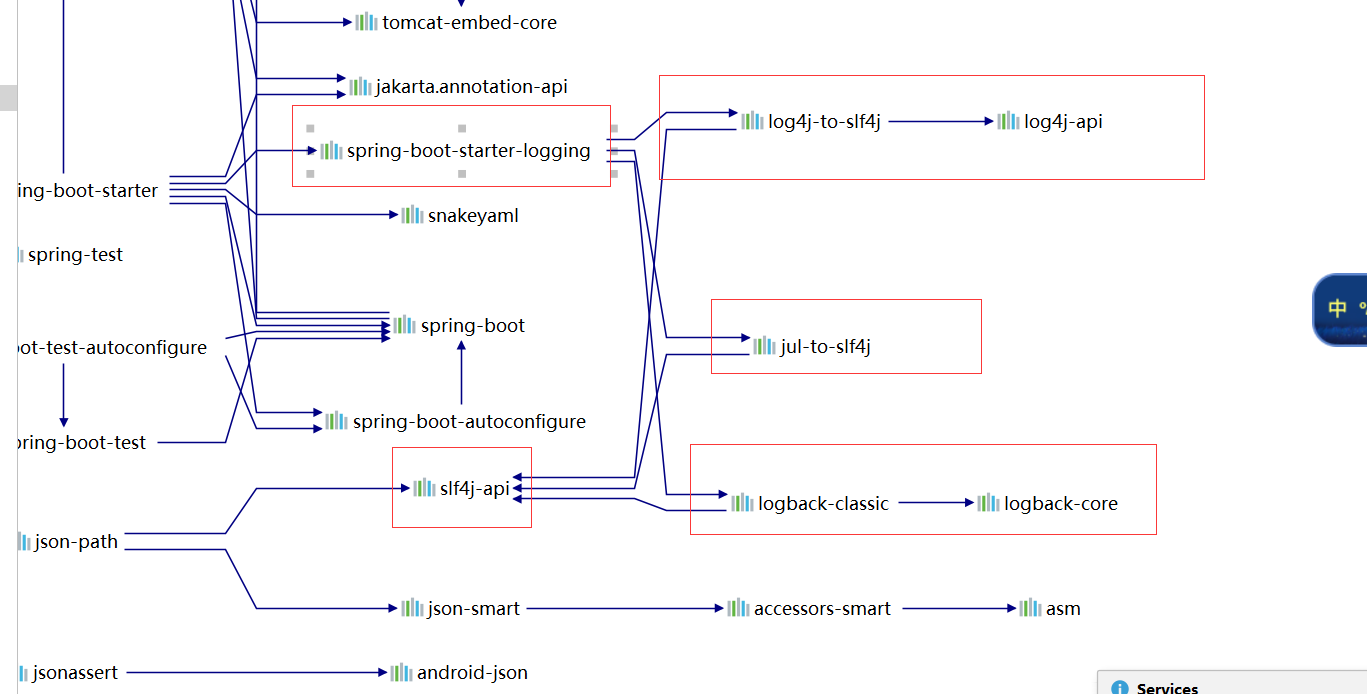 tomcat-embed-core
jakarta.annotation-api
log4j-to-slf4j
log4j-api
spring-boot-starter-logging
ing-boot-starter
snakeyaml
spring-test
中
spring-boot
ot-test-autoconfigure
jul-to-slf4j
spring-boot-autoconfigure
ring-boot-test
slf4j-api
logback-classic
logback-core
json-path
json-smart
accessors-smart
asm
jsonassert
android-json
Services